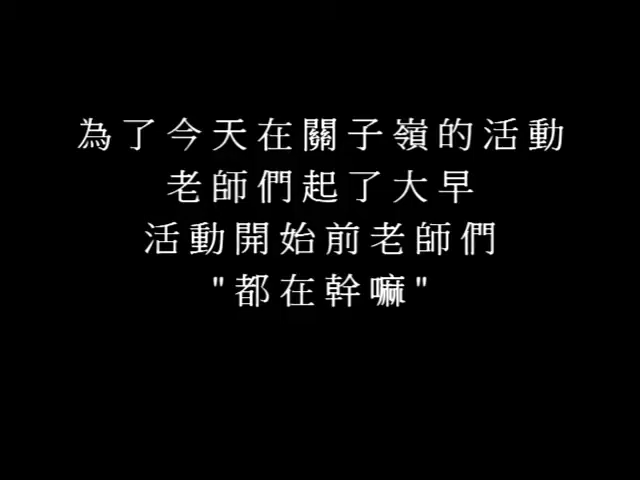 為了今天在關子嶺的活動
老師們起了大早
活動開始前老師們
"都在幹嘛"